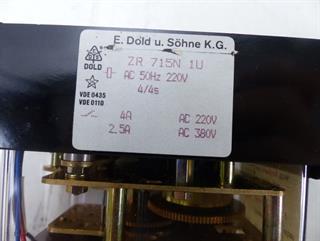 E. Dold u. Söhne K.G.
DOLD
ZR 715N 1U
AC 50Hz 220V
4/4s
VDE 0435
VDE 0110
4A AC 220V
2.5A AC 380V